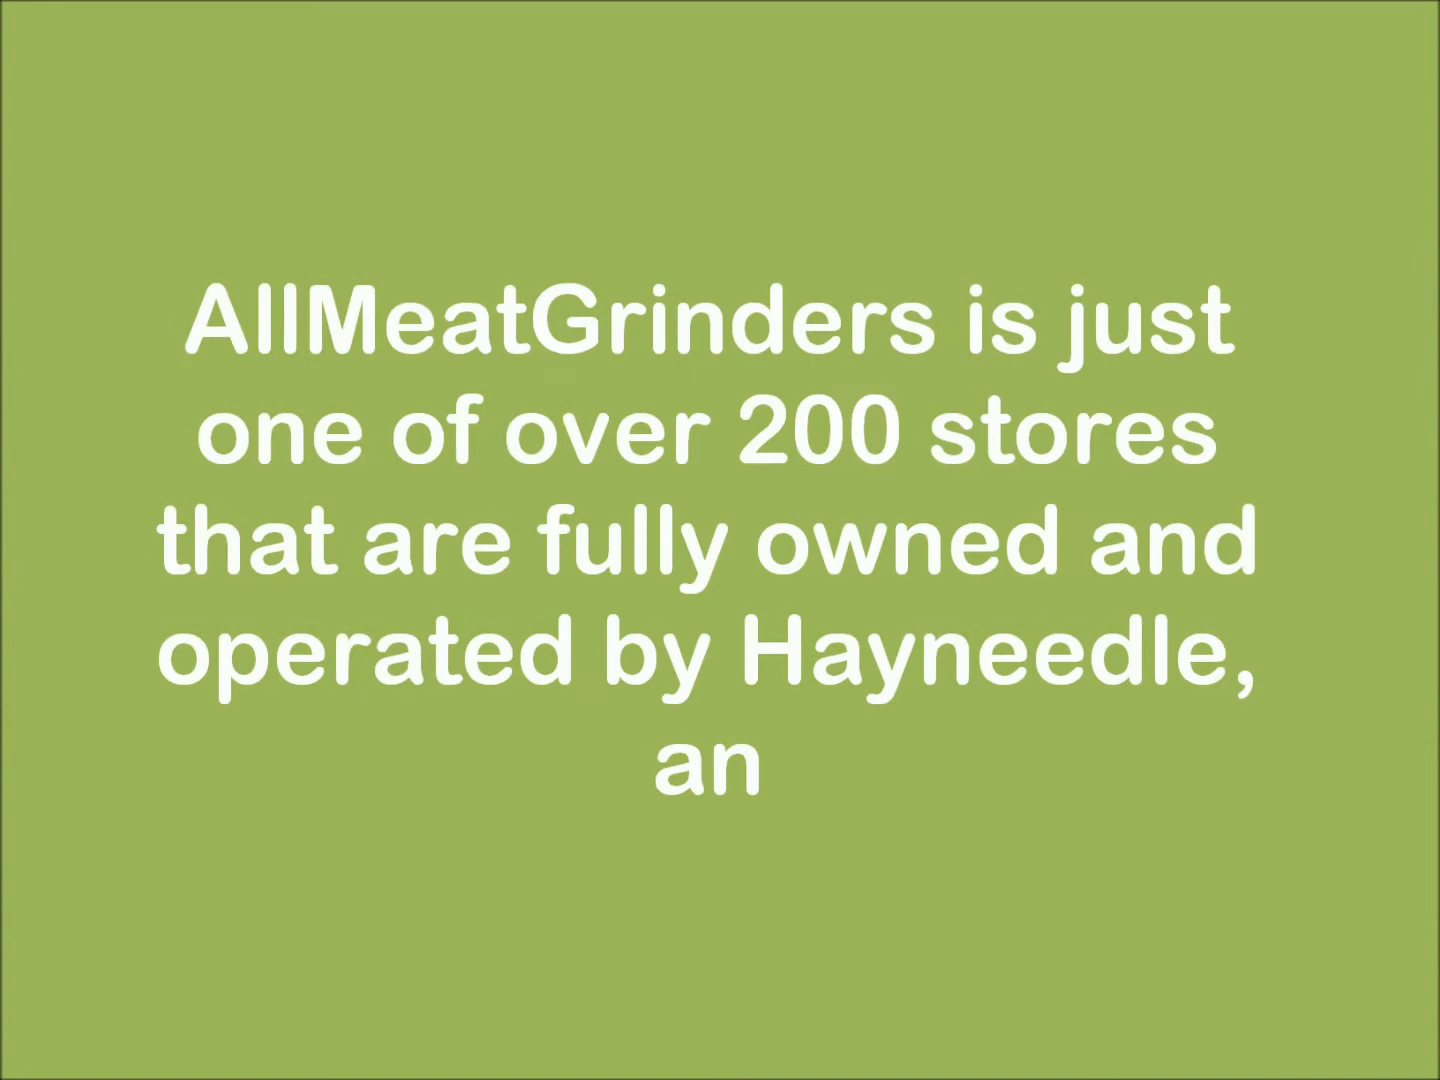 AllMeatGrinders is just
one of over 200 stores
that are fully owned and
operated by Hayneedle,
an